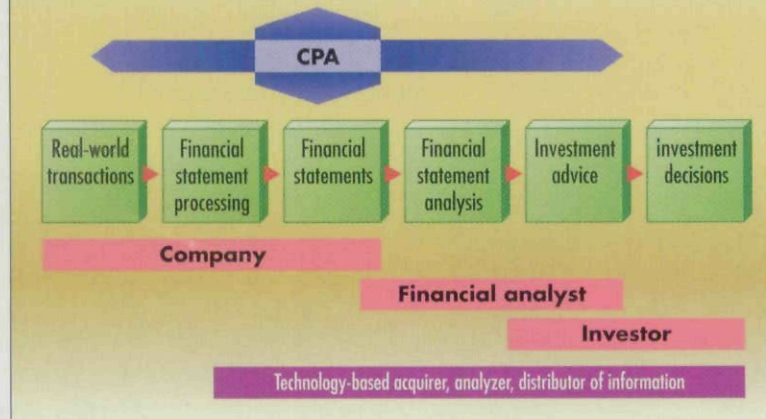 CPA
Real-world
transactions
Financial
statement
processing
Financial
statements
Financial
statement
analysis
Investment
advice
investment
decisions
Company
Financial analyst
Investor
Technology-based acquirer, analyzer, distributor of information